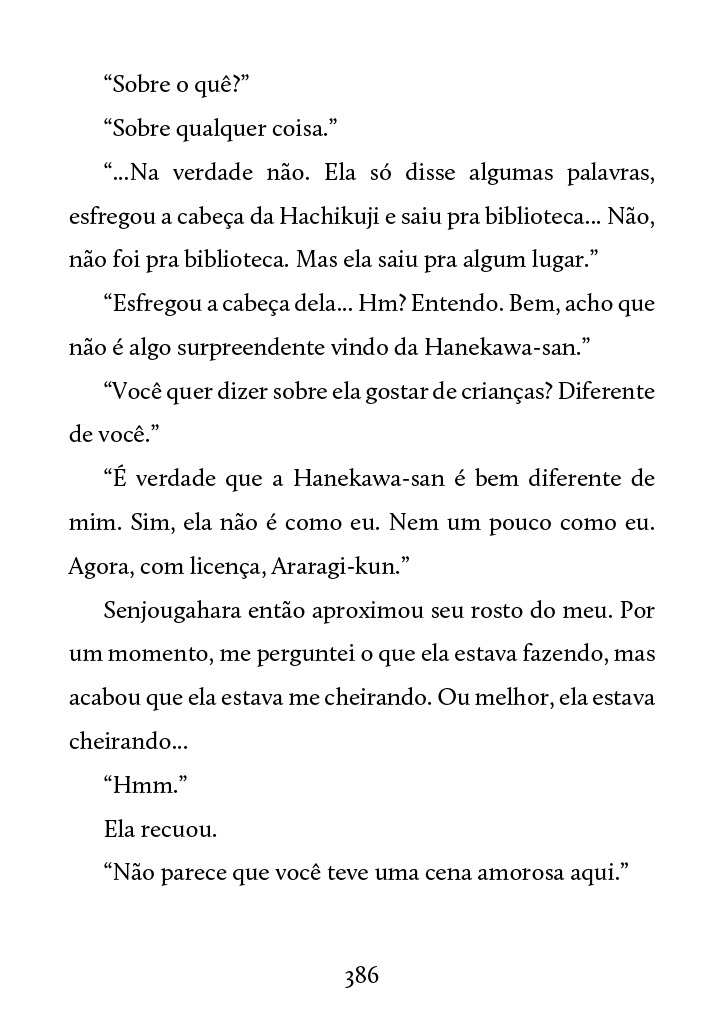 “Sobre o quê?”
“Sobre qualquer coisa.”
“...Na verdade não. Ela só disse algumas palavras,
esfregou a cabeça da Hachikuji e saiu pra biblioteca... Não,
não foi pra biblioteca. Mas ela saiu pra algum lugar.”
“Esfregou a cabeça dela... Hm? Entendo. Bem, acho que
não é algo surpreendente vindo da Hanekawa-san.”
“Você quer dizer sobre ela gostar de crianças? Diferente
de você.”
“É verdade que a Hanekawa-san é bem diferente de
mim. Sim, ela não é como eu. Nem um pouco como eu.
Agora, com licença, Araragi-kun.”
Senjougahara então aproximou seu rosto do meu. Por
um momento, me perguntei o que ela estava fazendo, mas
acabou que ela estava me cheirando. Ou melhor, ela estava
cheirando...
“Hmm.”
Ela recuou.
“Não parece que você teve uma cena amorosa aqui.”
386